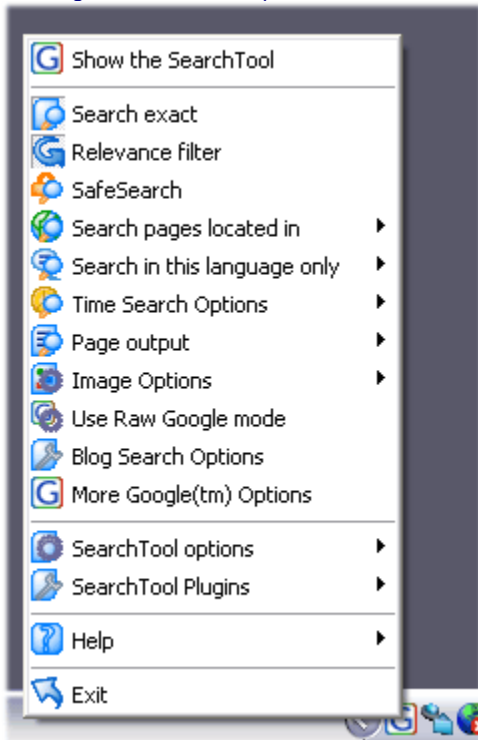 Show the SearchTool
Search exact
Relevance filter
SafeSearch
Search pages located in
Search in this language only
Time Search Options
Page output
Image Options
Use Raw Google mode
Blog Search Options
More Google(tm) Options
SearchTool options
SearchTool Plugins
Help
Exit